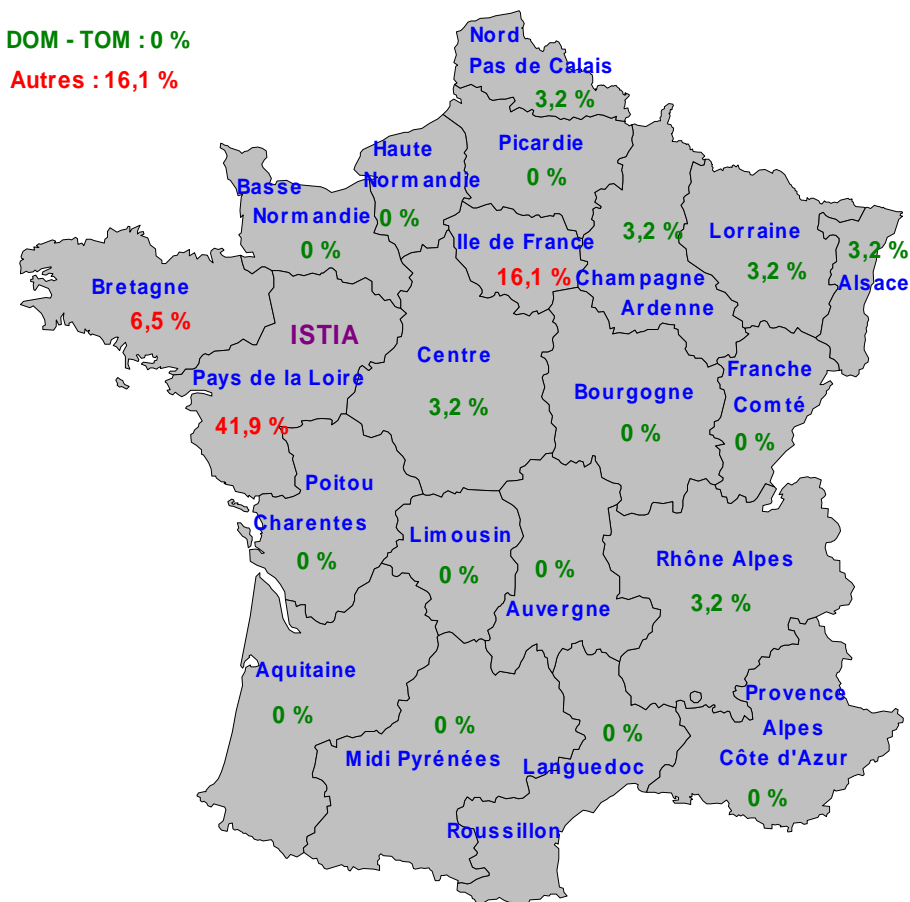 DOM - TOM : 0 %
Autres : 16,1 %
Nord
Pas de Calais
3,2 %
Picardie
0 %
Haute
Normandie
0 %
Basse
Normandie
0 %
Ile de France
16,1 %
3,2 %
Champagne
Ardenne
Lorraine
3,2 %
3,2 %
Alsace
Bretagne
6,5 %
ISTIA
Pays de la Loire
41,9 %
Centre
3,2 %
Bourgogne
0 %
Franche
Comté
0 %
Poitou
Charentes
0 %
Limousin
0 %
0 %
Auvergne
Rhône Alpes
3,2 %
Aquitaine
0 %
0 %
Midi Pyrénées
0 %
Languedoc
Roussillon
Provence
Alpes
Côte d'Azur
0 %